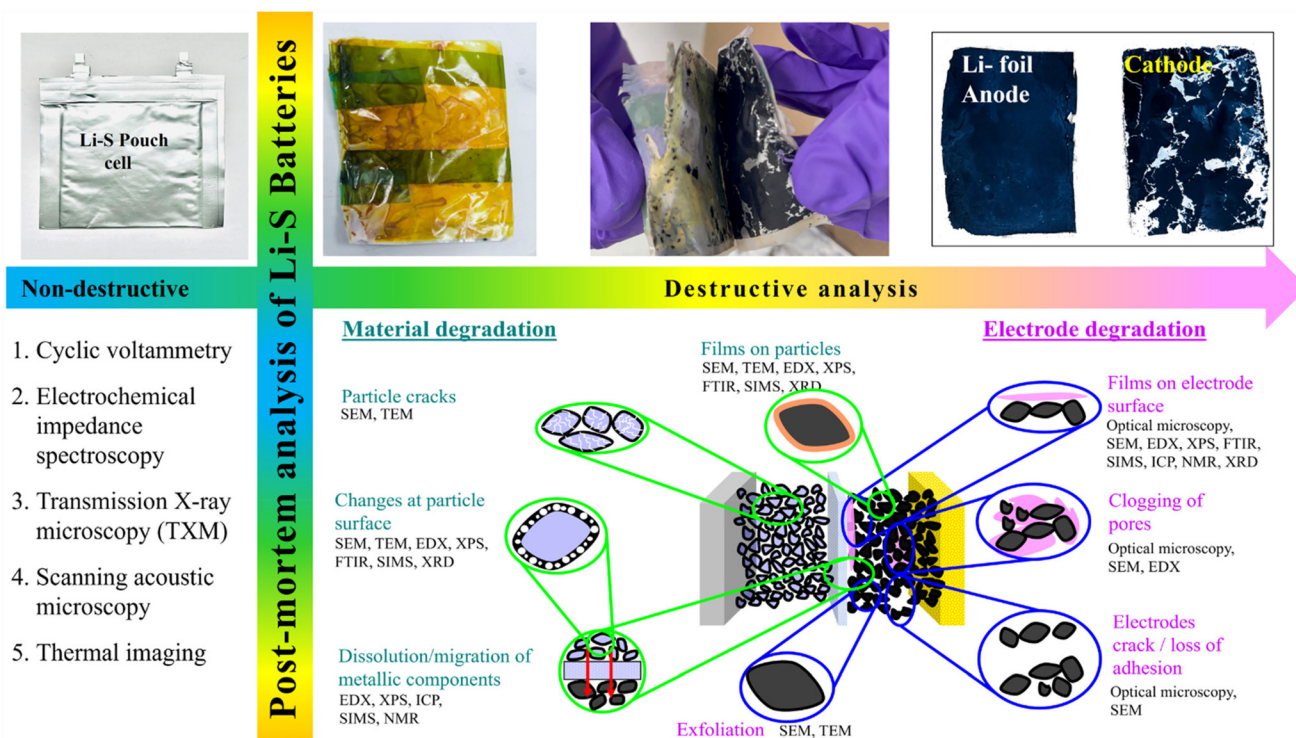 Li-S Pouch
cell
Post-mortem analysis of Li-S Batteries
Li- foil
Anode
Cathode
Non-destructive
Destructive analysis
1. Cyclic voltammetry
2. Electrochemical
impedance
spectroscopy
3. Transmission X-ray
microscopy (TXM)
4. Scanning acoustic
microscopy
5. Thermal imaging
Material degradation
Particle cracks
SEM, TEM
Changes at particle
surface
SEM, TEM, EDX, XPS,
FTIR, SIMS, XRD
Dissolution/migration of
metallic components
EDX, XPS, ICP,
SIMS, NMR
Films on particles
SEM, TEM, EDX, XPS,
FTIR, SIMS, XRD
Exfoliation SEM, TEM
Electrode degradation
Films on electrode
surface
Optical microscopy,
SEM, EDX, XPS, FTIR,
SIMS, ICP, NMR, XRD
Clogging of
pores
Optical microscopy,
SEM, EDX
Electrodes
crack / loss of
adhesion
Optical microscopy,
SEM